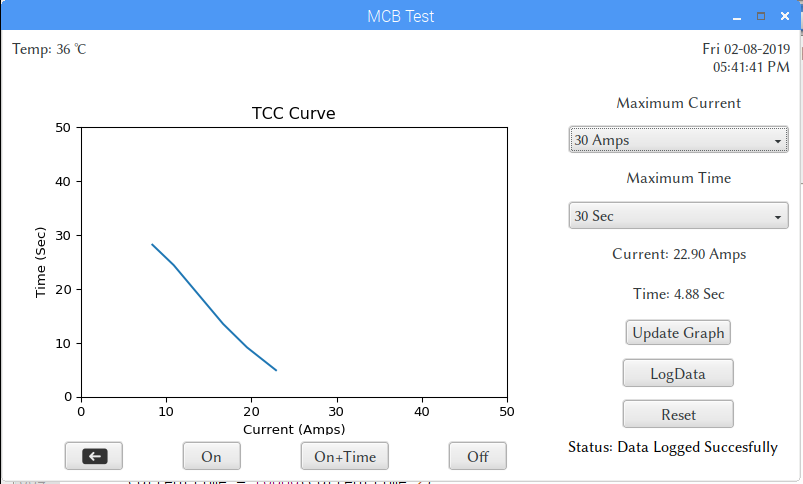 MCB Test
Temp: 36 °C
Fri 02-08-2019
05:41:41 PM
TCC Curve
50
40
30
20
10
0
Time (Sec)
0 10 20 30 40 50
Current (Amps)
Maximum Current
30 Amps
Maximum Time
30 Sec
Current: 22.90 Amps
Time: 4.88 Sec
Update Graph
LogData
Reset
On
On+Time
Off
Status: Data Logged Succesfully